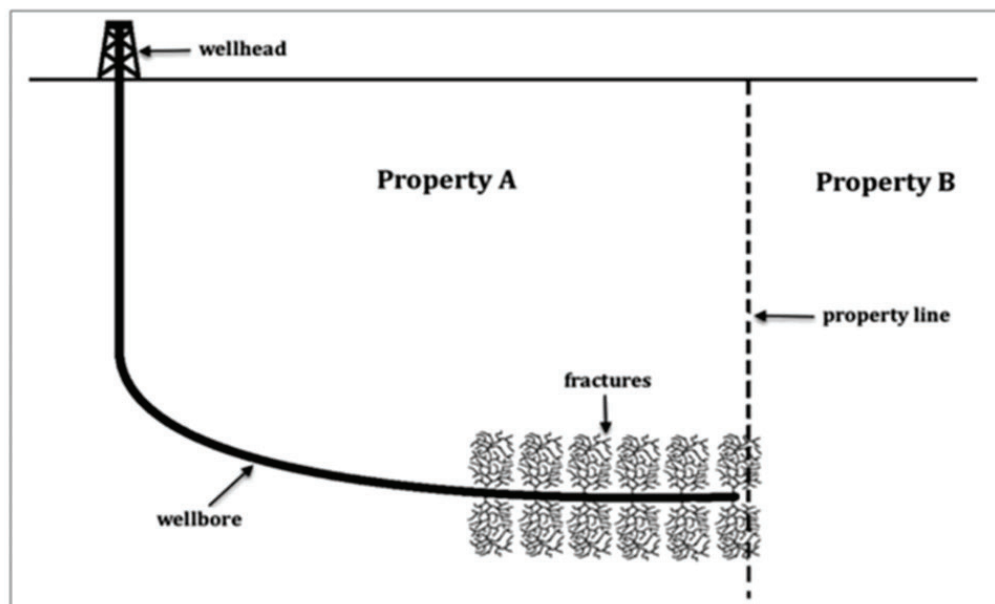 wellhead
Property A
Property B
property line
fractures
wellbore